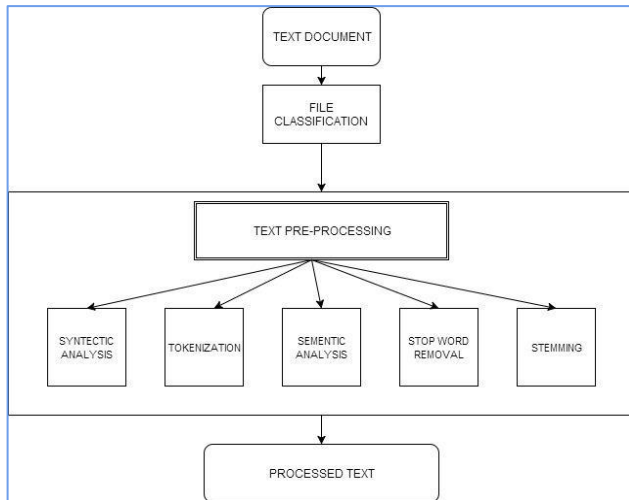 TEXT DOCUMENT
FILE
CLASSIFICATION
TEXT PRE-PROCESSING
SYNTECTIC
ANALYSIS
TOKENIZATION
SEMENTIC
ANALYSIS
STOP WORD
REMOVAL
STEMMING
PROCESSED TEXT